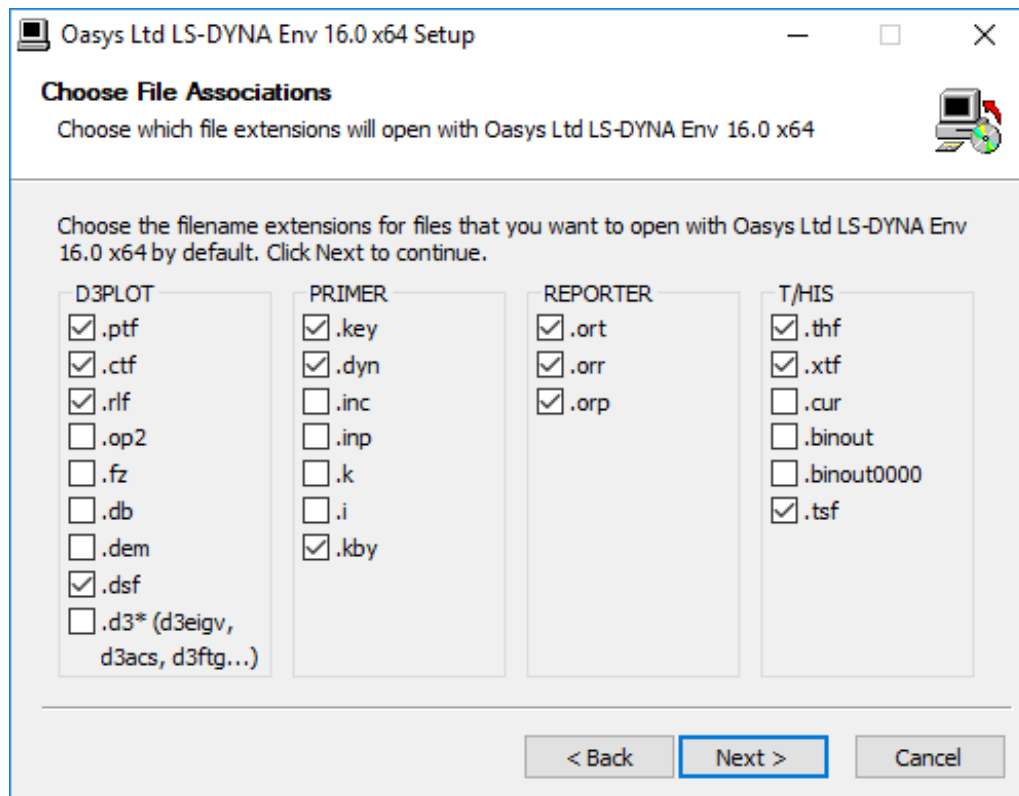 Oasys Ltd LS-DYNA Env 16.0 x64 Setup
Choose File Associations
Choose which file extensions will open with Oasys Ltd LS-DYNA Env 16.0 x64
Choose the filename extensions for files that you want to open with Oasys Ltd LS-DYNA Env
16.0 x64 by default. Click Next to continue.
D3PLOT
.ptf
.ctf
.rlf
.op2
.fz
.db
.dem
.dsf
.d3* (d3eigv,
d3acs, d3ftg...)
PRIMER
.key
.dyn
.inc
.inp
.k
.i
.kby
REPORTER
.ort
.orr
.orp
T/HIS
.thf
.xtf
.cur
.binout
.binout0000
.tsf
< Back
Next >
Cancel